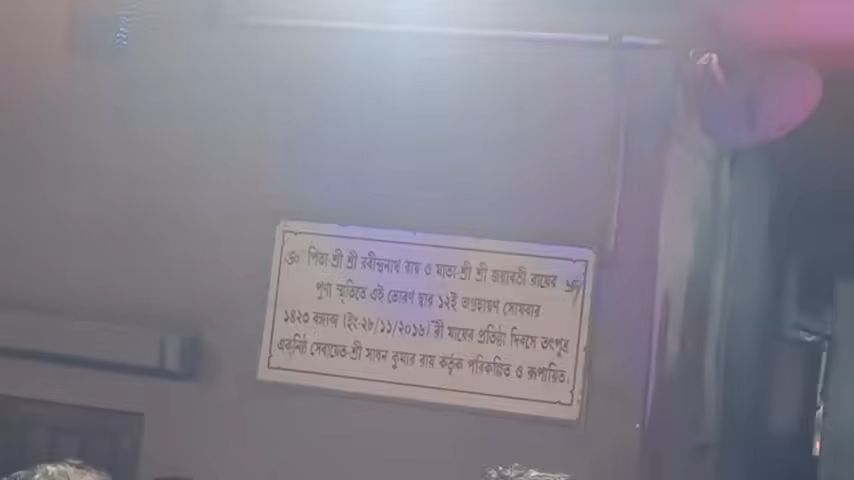 পিতা-শ্রী শ্রী রবীন্দ্রনাথ রায় ও মাতা-শ্রী শ্রী জয়াবতী রায়ের
পুণ্য স্মৃতিতে এই তোরণ দ্বার ১২ই অগ্রহায়ণ সোমবার
১৪২৩ বঙ্গাব্দ (ইং-২৮/১১/২০১৬) শ্রী মায়ের প্রতিষ্ঠা দিবসে তৎপুত্র
একনিষ্ঠ সেবায়েত-শ্রী সাধন কুমার রায় কর্তৃক পরিকল্পিত ও রূপায়িত।